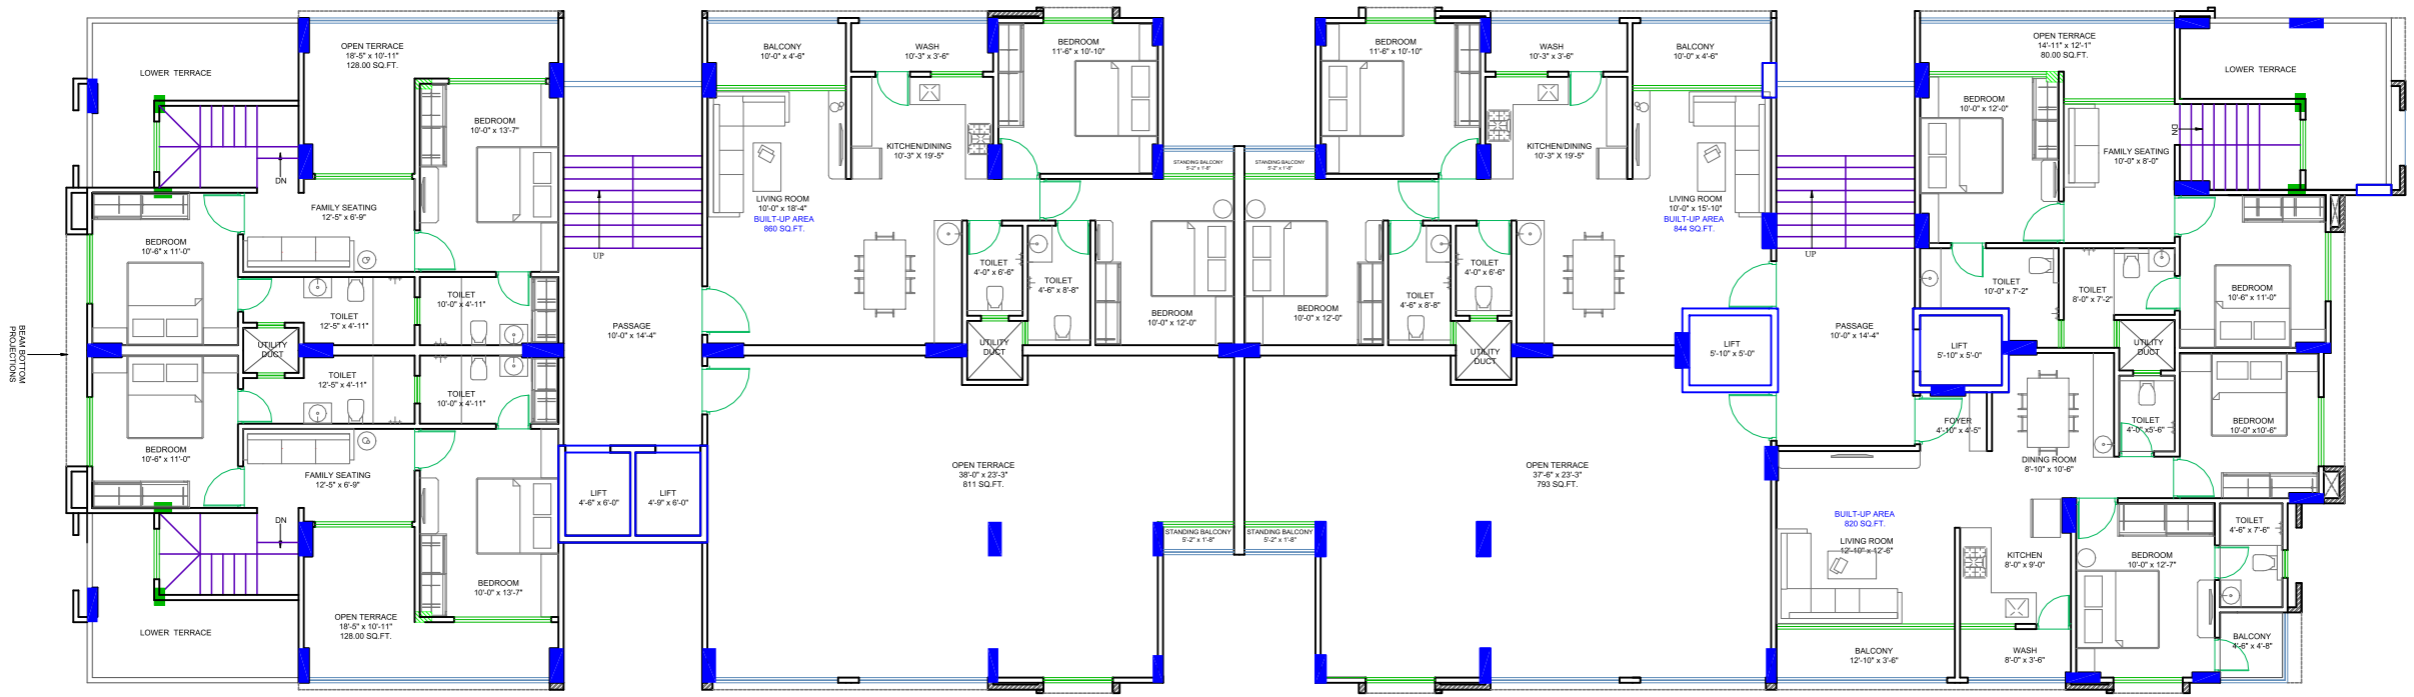 LOWER TERRACE
OPEN TERRACE
18'-5" x 10'-11"
128.00 SQ.FT.
BEDROOM
10'-0" x 13'-7"
DN
FAMILY SEATING
12'-5" x 6'-9"
BEDROOM
10'-6" x 11'-0"
TOILET
12'-5" x 4'-11"
TOILET
10'-0" x 4'-11"
UTILITY
DUCT
BEAM BOTTOM
PROJECTIONS
TOILET
12'-5" x 4'-11"
TOILET
10'-0" x 4'-11"
BEDROOM
10'-6" x 11'-0"
FAMILY SEATING
12'-5" x 6'-9"
DN
BEDROOM
10'-0" x 13'-7"
OPEN TERRACE
18'-5" x 10'-11"
128.00 SQ.FT.
LOWER TERRACE
UP
PASSAGE
10'-0" x 14'-4"
LIFT
4'-6" x 6'-0"
LIFT
4'-9" x 6'-0"
BALCONY
10'-0" x 4'-6"
WASH
10'-3" x 3'-6"
BEDROOM
11'-6" x 10'-10"
KITCHEN/DINING
10'-3" X 19'-5"
LIVING ROOM
10'-0" x 18'-4"
BUILT-UP AREA
860 SQ.FT.
STANDING BALCONY
5'-2" x 1'-8"
TOILET
4'-0" x 6'-6"
TOILET
4'-6" x 8'-8"
BEDROOM
10'-0" x 12'-0"
UTILITY
DUCT
OPEN TERRACE
38'-0" x 23'-3"
811 SQ.FT.
STANDING BALCONY
5'-2" x 1'-8"
BEDROOM
11'-6" x 10'-10"
WASH
10'-3" x 3'-6"
BALCONY
10'-0" x 4'-6"
STANDING BALCONY
5'-2" x 1'-8"
KITCHEN/DINING
10'-3" X 19'-5"
LIVING ROOM
10'-0" x 15'-10"
BUILT-UP AREA
844 SQ.FT.
BEDROOM
10'-0" x 12'-0"
TOILET
4'-6" x 8'-8"
TOILET
4'-0" x 6'-6"
UTILITY
DUCT
OPEN TERRACE
37'-6" x 23'-3"
793 SQ.FT.
STANDING BALCONY
5'-2" x 1'-8"
LIFT
5'-10" x 5'-0"
UP
PASSAGE
10'-0" x 14'-4"
LIFT
5'-10" x 5'-0"
OPEN TERRACE
14'-11" x 12'-1"
80.00 SQ.FT.
LOWER TERRACE
BEDROOM
10'-0" x 12'-0"
FAMILY SEATING
10'-0" x 8'-0"
DN
TOILET
10'-0" x 7'-2"
TOILET
8'-0" x 7'-2"
BEDROOM
10'-6" x 11'-0"
UTILITY
DUCT
FOYER
4'-10" x 4'-5"
DINING ROOM
8'-10" x 10'-6"
TOILET
4'-0" x5'-6"
BEDROOM
10'-0" x10'-6"
BUILT-UP AREA
820 SQ.FT.
LIVING ROOM
12'-10" x 12'-6"
KITCHEN
8'-0" x 9'-0"
BEDROOM
10'-0" x 12'-7"
TOILET
4'-6" x 7'-6"
BALCONY
12'-10" x 3'-6"
WASH
8'-0" x 3'-6"
BALCONY
4'-6" x 4'-8"